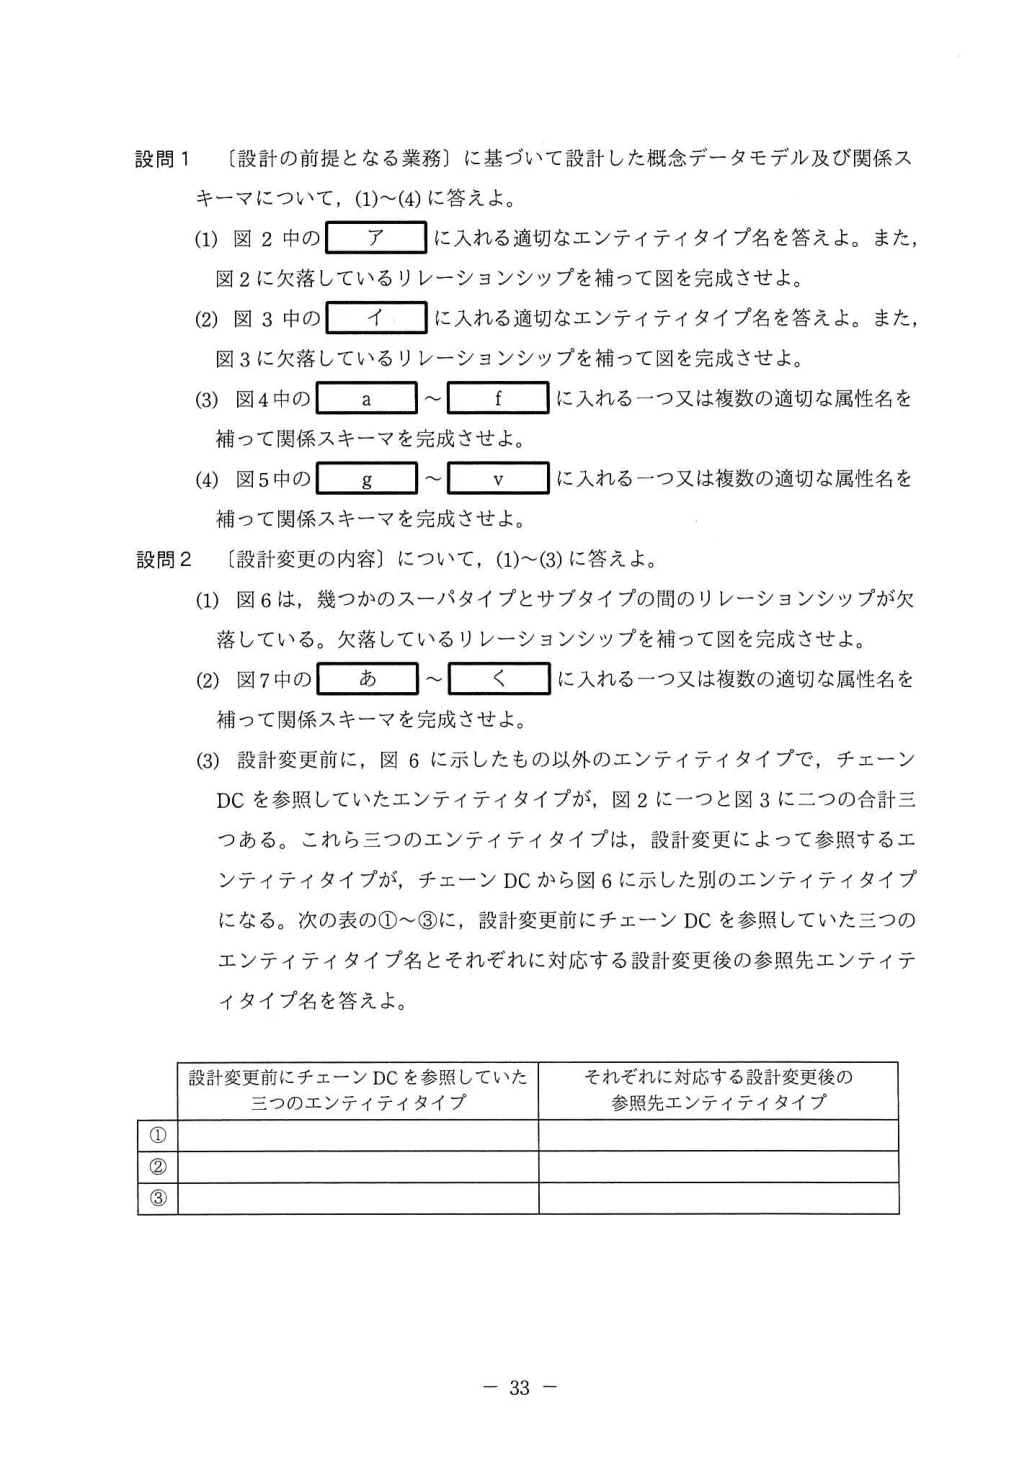 設問1 〔設計の前提となる業務〕に基づいて設計した概念データモデル及び関係ス
キーマについて，(1)～(4)に答えよ。
(1) 図2中の ア に入れる適切なエンティティタイプ名を答えよ。また，
図2に欠落しているリレーションシップを補って図を完成させよ。
(2) 図3中の イ に入れる適切なエンティティタイプ名を答えよ。また，
図3に欠落しているリレーションシップを補って図を完成させよ。
(3) 図4中の a ～ f に入れる一つ又は複数の適切な属性名を
補って関係スキーマを完成させよ。
(4) 図5中の g ～ v に入れる一つ又は複数の適切な属性名を
補って関係スキーマを完成させよ。
設問2 〔設計変更の内容〕について，(1)～(3)に答えよ。
(1) 図6は，幾つかのスーパタイプとサブタイプの間のリレーションシップが欠
落している。欠落しているリレーションシップを補って図を完成させよ。
(2) 図7中の あ ～ く に入れる一つ又は複数の適切な属性名を
補って関係スキーマを完成させよ。
(3) 設計変更前に，図6に示したもの以外のエンティティタイプで，チェーン
DCを参照していたエンティティタイプが，図2に一つと図3に二つの合計三
つある。これら三つのエンティティタイプは，設計変更によって参照するエ
ンティティタイプが，チェーンDCから図6に示した別のエンティティタイプ
になる。次の表の①～③に，設計変更前にチェーンDCを参照していた三つの
エンティティタイプ名とそれぞれに対応する設計変更後の参照先エンティテ
ィタイプ名を答えよ。
設計変更前にチェーンDCを参照していた
三つのエンティティタイプ
それぞれに対応する設計変更後の
参照先エンティティタイプ
①
②
③
－ 33 －